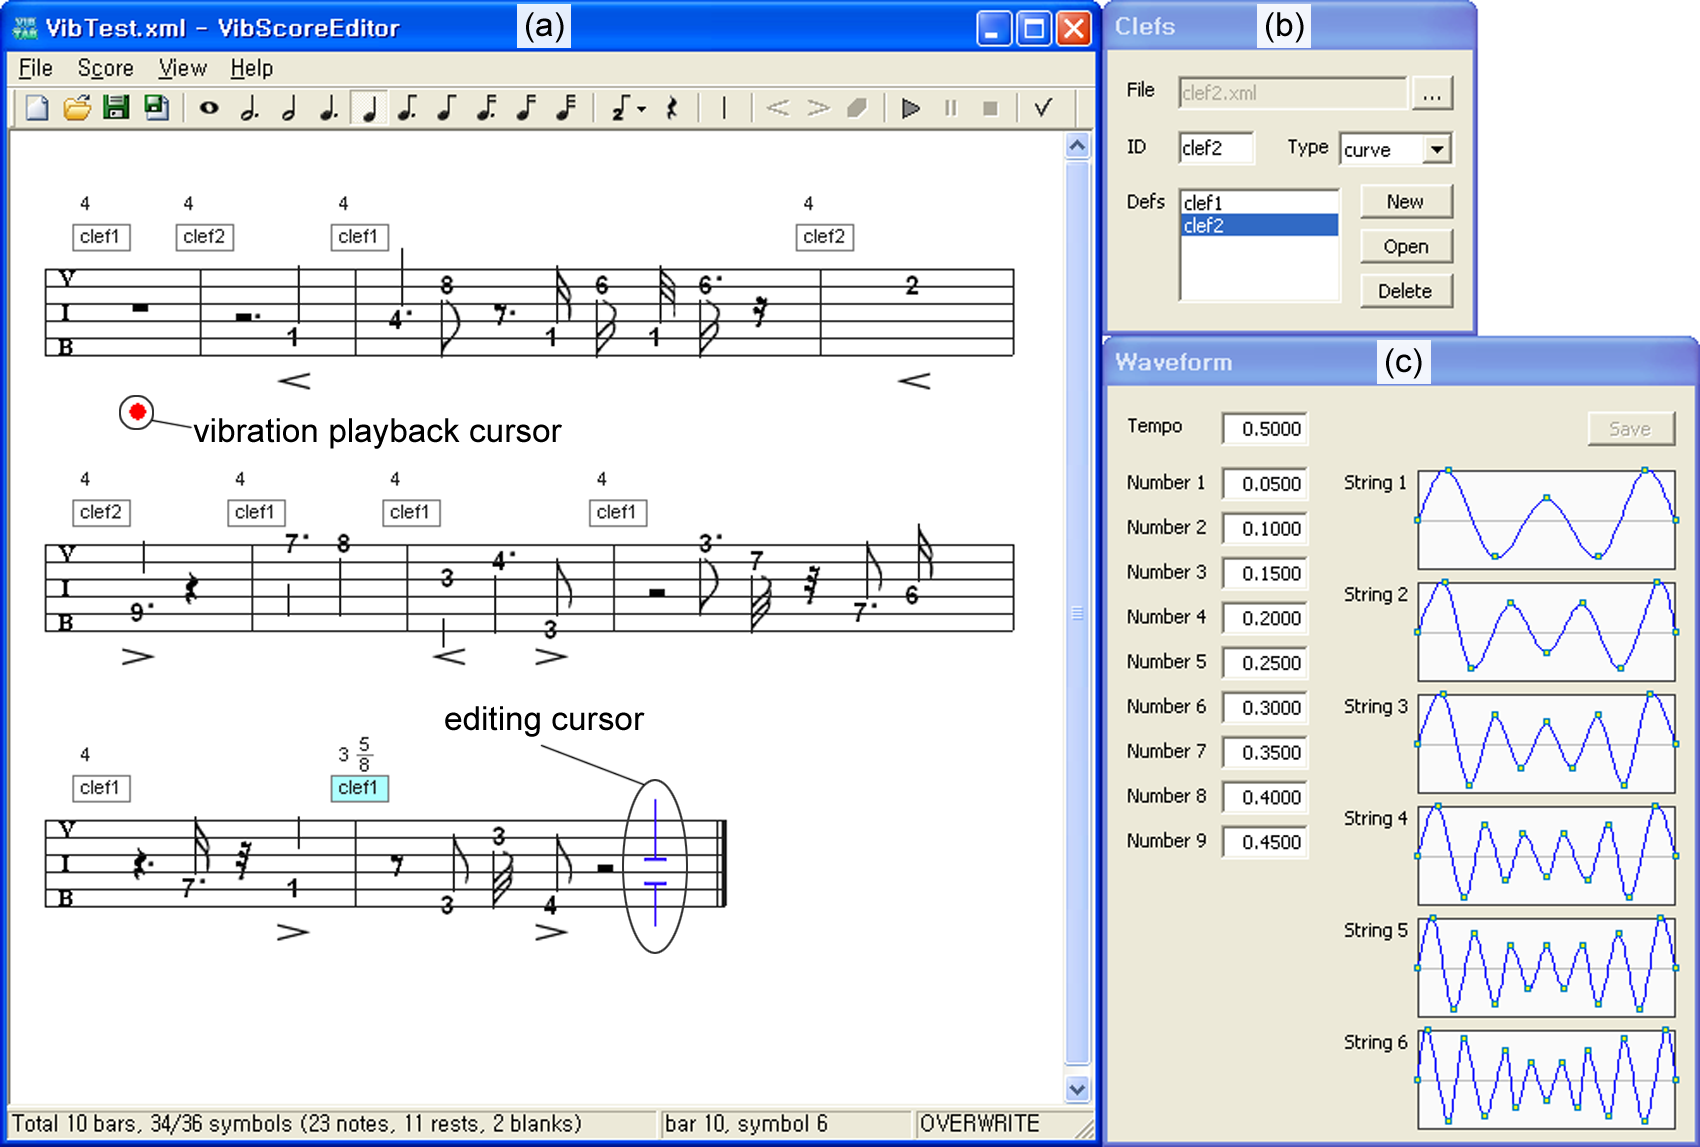 VibTest.xml - VibScoreEditor
(a)
File Score View Help
4 4 4 4
clef1 clef2 clef1 clef2
V I B
1 4. 8 1 6 1 6. 2
vibration playback cursor
4 4 4 4
clef2 clef1 clef1 clef1
V I B
9. 7. 8 3 4. 3 3. 7 7. 6
editing cursor
4 3 5/8
clef1 clef1
V I B
7. 1 3 3 4
Total 10 bars, 34/36 symbols (23 notes, 11 rests, 2 blanks)
bar 10, symbol 6
OVERWRITE
Clefs
(b)
File clef2.xml ...
ID clef2 Type curve
Defs clef1
clef2
New
Open
Delete
Waveform
(c)
Tempo 0.5000
Save
Number 1 0.0500
Number 2 0.1000
Number 3 0.1500
Number 4 0.2000
Number 5 0.2500
Number 6 0.3000
Number 7 0.3500
Number 8 0.4000
Number 9 0.4500
String 1
String 2
String 3
String 4
String 5
String 6